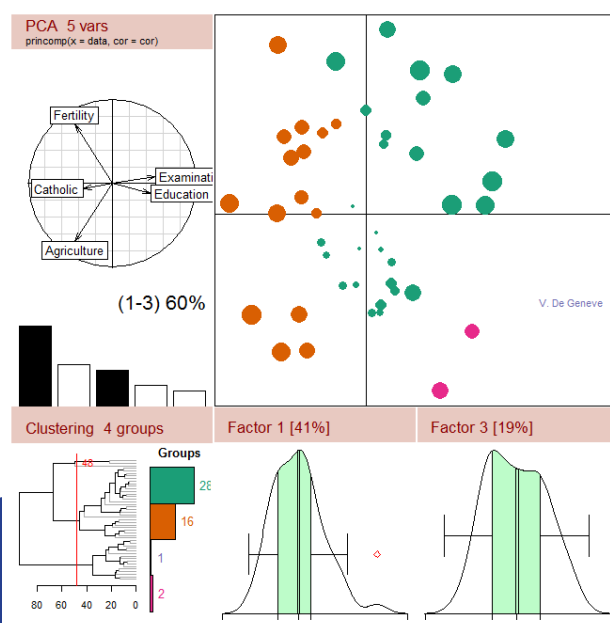 PCA 5 vars
princomp(x = data, cor = cor)
Fertility
Examinati
Catholic
Education
Agriculture
(1-3) 60%
V. De Geneve
Clustering 4 groups
Factor 1 [41%]
Factor 3 [19%]
Groups
48
28
16
1
2
80 60 40 20 0